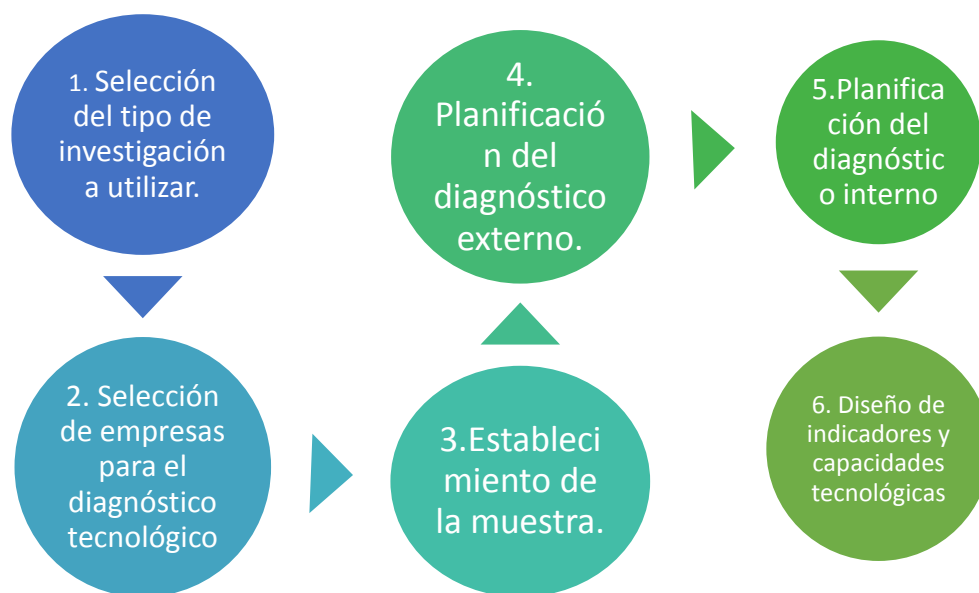 1. Selección
del tipo de
investigación
a utilizar.
2. Selección
de empresas
para el
diagnóstico
tecnológico
3.Estableci
miento de
la muestra.
4.
Planificació
n del
diagnóstico
externo.
5.Planifica
ción del
diagnóstic
o interno
6. Diseño de
indicadores y
capacidades
tecnológicas